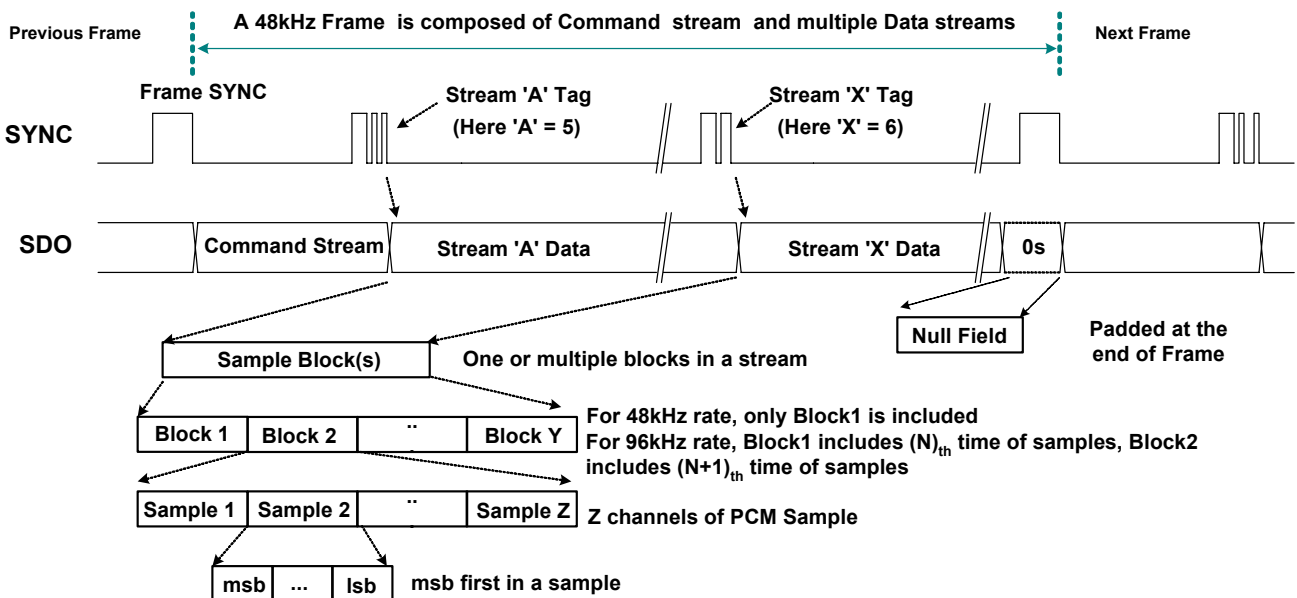 A 48kHz Frame is composed of Command stream and multiple Data streams
Previous Frame
Next Frame
Frame SYNC
Stream 'A' Tag
(Here 'A' = 5)
Stream 'X' Tag
(Here 'X' = 6)
SYNC
SDO
Command Stream
Stream 'A' Data
Stream 'X' Data
0s
Null Field
Padded at the
end of Frame
Sample Block(s)
One or multiple blocks in a stream
Block 1
Block 2
..
Block Y
For 48kHz rate, only Block1 is included
For 96kHz rate, Block1 includes (N)th time of samples, Block2
includes (N+1)th time of samples
Sample 1
Sample 2
..
Sample Z
Z channels of PCM Sample
msb
...
lsb
msb first in a sample